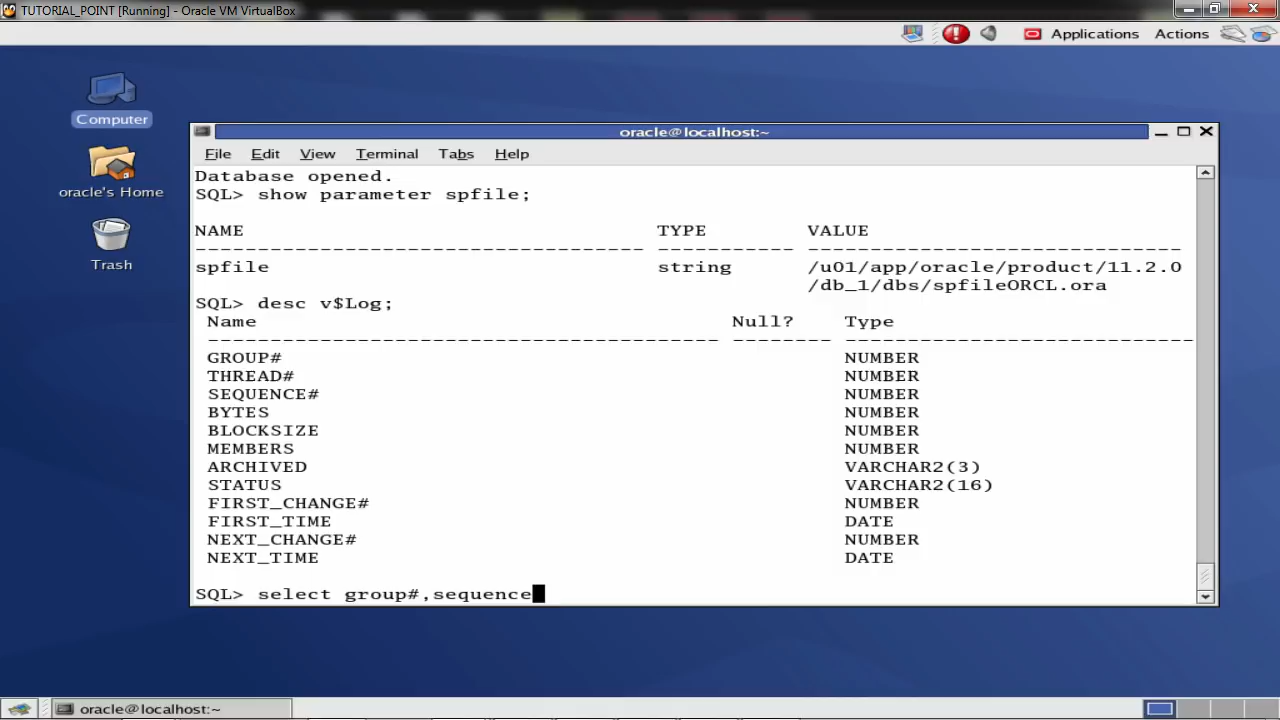 TUTORIAL_POINT [Running] - Oracle VM VirtualBox
Applications Actions
Computer
oracle's Home
Trash
oracle@localhost:~
File Edit View Terminal Tabs Help
Database opened.
SQL> show parameter spfile;
NAME TYPE VALUE
------------------------------------ ----------- ------------------------------
spfile string /u01/app/oracle/product/11.2.0
/db_1/dbs/spfileORCL.ora
SQL> desc v$Log;
Name Null? Type
----------------------------------------- -------- ----------------------------
GROUP# NUMBER
THREAD# NUMBER
SEQUENCE# NUMBER
BYTES NUMBER
BLOCKSIZE NUMBER
MEMBERS NUMBER
ARCHIVED VARCHAR2(3)
STATUS VARCHAR2(16)
FIRST_CHANGE# NUMBER
FIRST_TIME DATE
NEXT_CHANGE# NUMBER
NEXT_TIME DATE
SQL> select group#,sequence
oracle@localhost:~